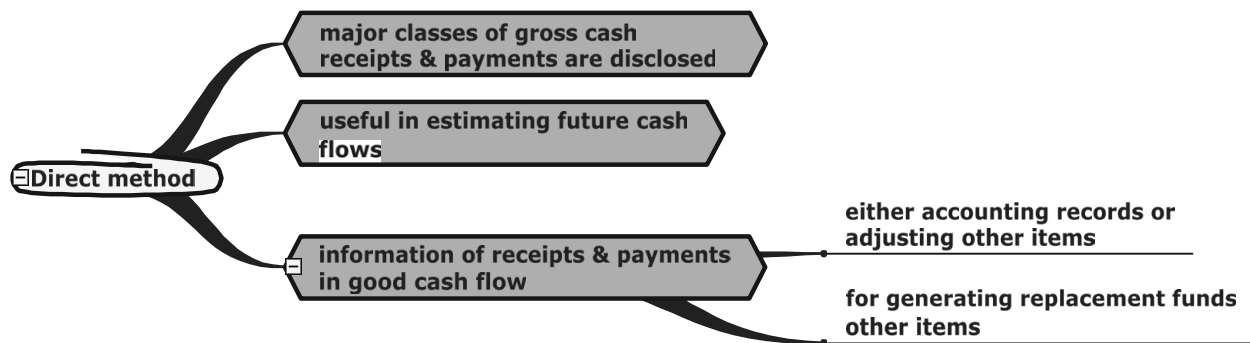 major classes of gross cash
receipts & payments are disclosed
useful in estimating future cash
flows
Direct method
information of receipts & payments
in good cash flow
either accounting records or
adjusting other items
for generating replacement funds
other items